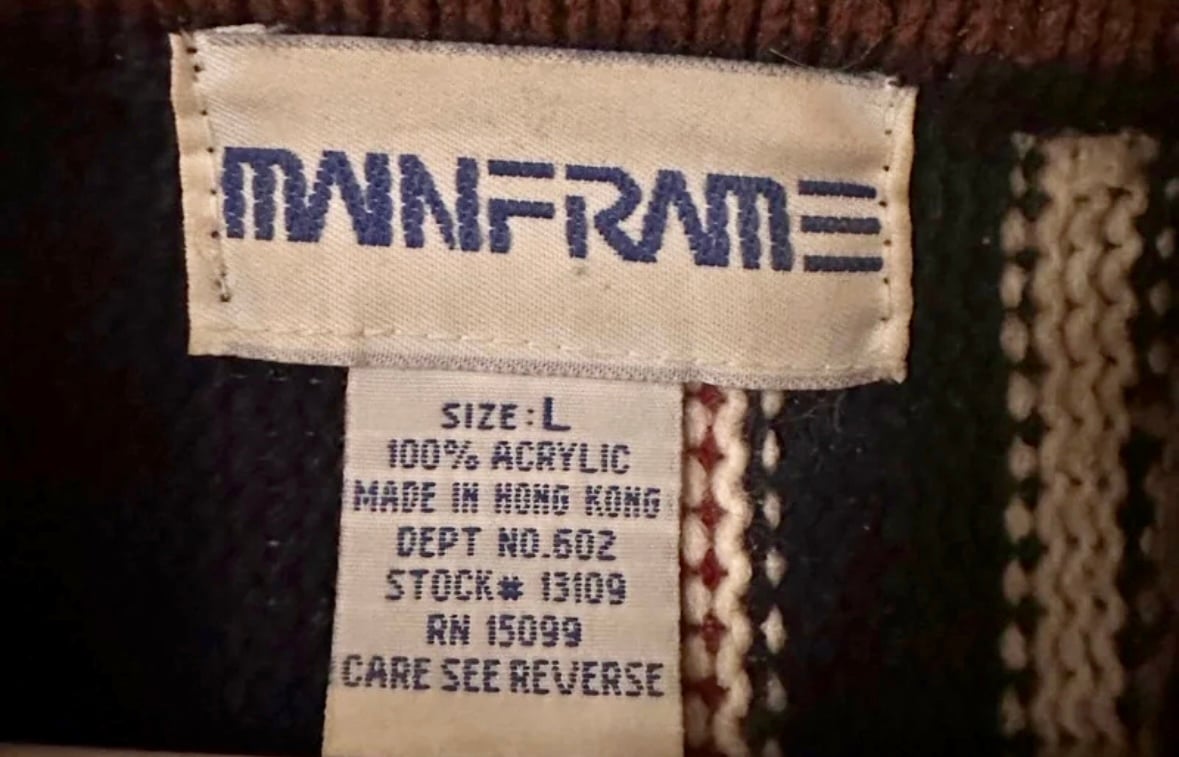 MAINFRAME
SIZE: L
100% ACRYLIC
MADE IN HONG KONG
DEPT NO.602
STOCK# 13109
RN 15099
CARE SEE REVERSE